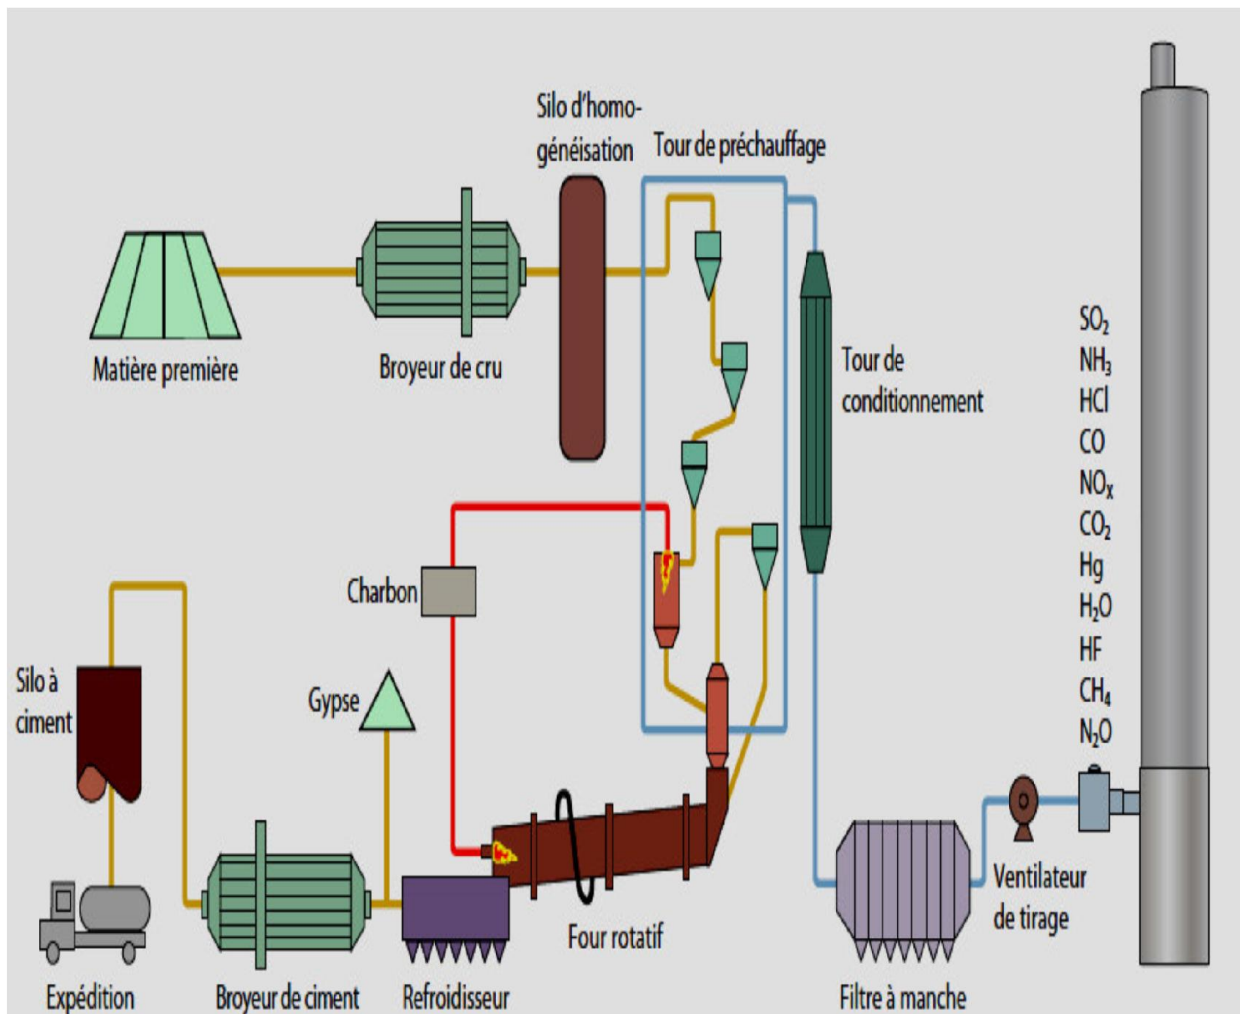 Silo d’homo-
généisation
Tour de préchauffage
Matière première
Broyeur de cru
Tour de
conditionnement
SO₂
NH₃
HCl
CO
NOₓ
CO₂
Hg
H₂O
HF
CH₄
N₂O
Charbon
Gypse
Silo à
ciment
Four rotatif
Ventilateur
de tirage
Expédition
Broyeur de ciment
Refroidisseur
Filtre à manche